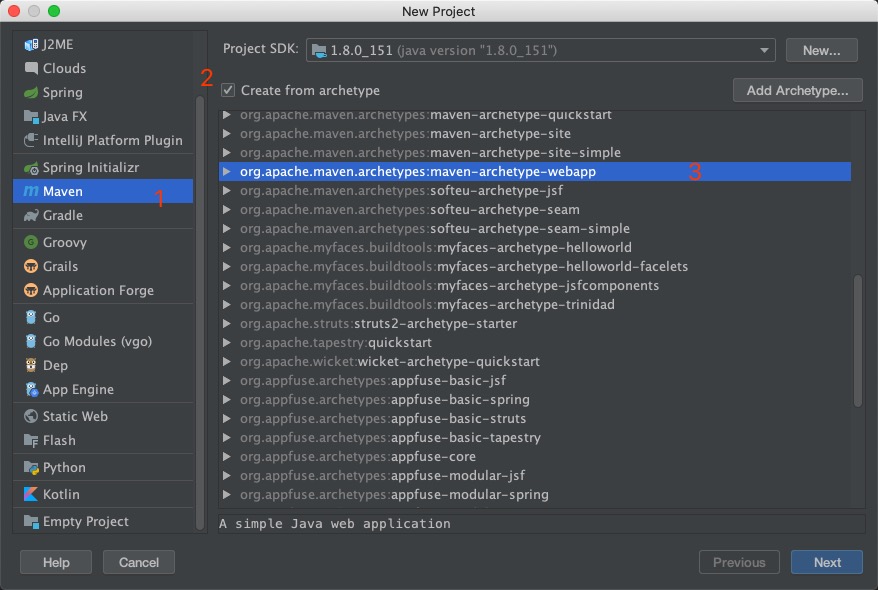 New Project
J2ME
Clouds
Spring
Java FX
IntelliJ Platform Plugin
Spring Initializr
Maven
1
Gradle
Groovy
Grails
Application Forge
Go
Go Modules (vgo)
Dep
App Engine
Static Web
Flash
Python
Kotlin
Empty Project
Project SDK:
1.8.0_151 (java version "1.8.0_151")
New...
2
Create from archetype
Add Archetype...
org.apache.maven.archetypes:maven-archetype-quickstart
org.apache.maven.archetypes:maven-archetype-site
org.apache.maven.archetypes:maven-archetype-site-simple
org.apache.maven.archetypes:maven-archetype-webapp
3
org.apache.maven.archetypes:softeu-archetype-jsf
org.apache.maven.archetypes:softeu-archetype-seam
org.apache.maven.archetypes:softeu-archetype-seam-simple
org.apache.myfaces.buildtools:myfaces-archetype-helloworld
org.apache.myfaces.buildtools:myfaces-archetype-helloworld-facelets
org.apache.myfaces.buildtools:myfaces-archetype-jsfcomponents
org.apache.myfaces.buildtools:myfaces-archetype-trinidad
org.apache.struts:struts2-archetype-starter
org.apache.tapestry:quickstart
org.apache.wicket:wicket-archetype-quickstart
org.appfuse.archetypes:appfuse-basic-jsf
org.appfuse.archetypes:appfuse-basic-spring
org.appfuse.archetypes:appfuse-basic-struts
org.appfuse.archetypes:appfuse-basic-tapestry
org.appfuse.archetypes:appfuse-core
org.appfuse.archetypes:appfuse-modular-jsf
org.appfuse.archetypes:appfuse-modular-spring
A simple Java web application
Help
Cancel
Previous
Next